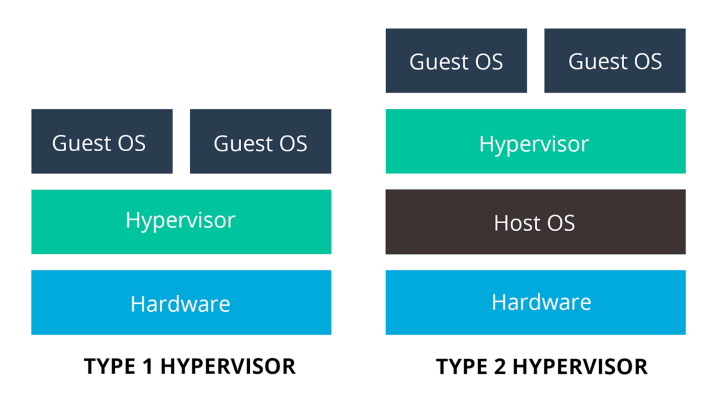 Guest OS
Guest OS
Hypervisor
Hardware
TYPE 1 HYPERVISOR
Guest OS
Guest OS
Hypervisor
Host OS
Hardware
TYPE 2 HYPERVISOR